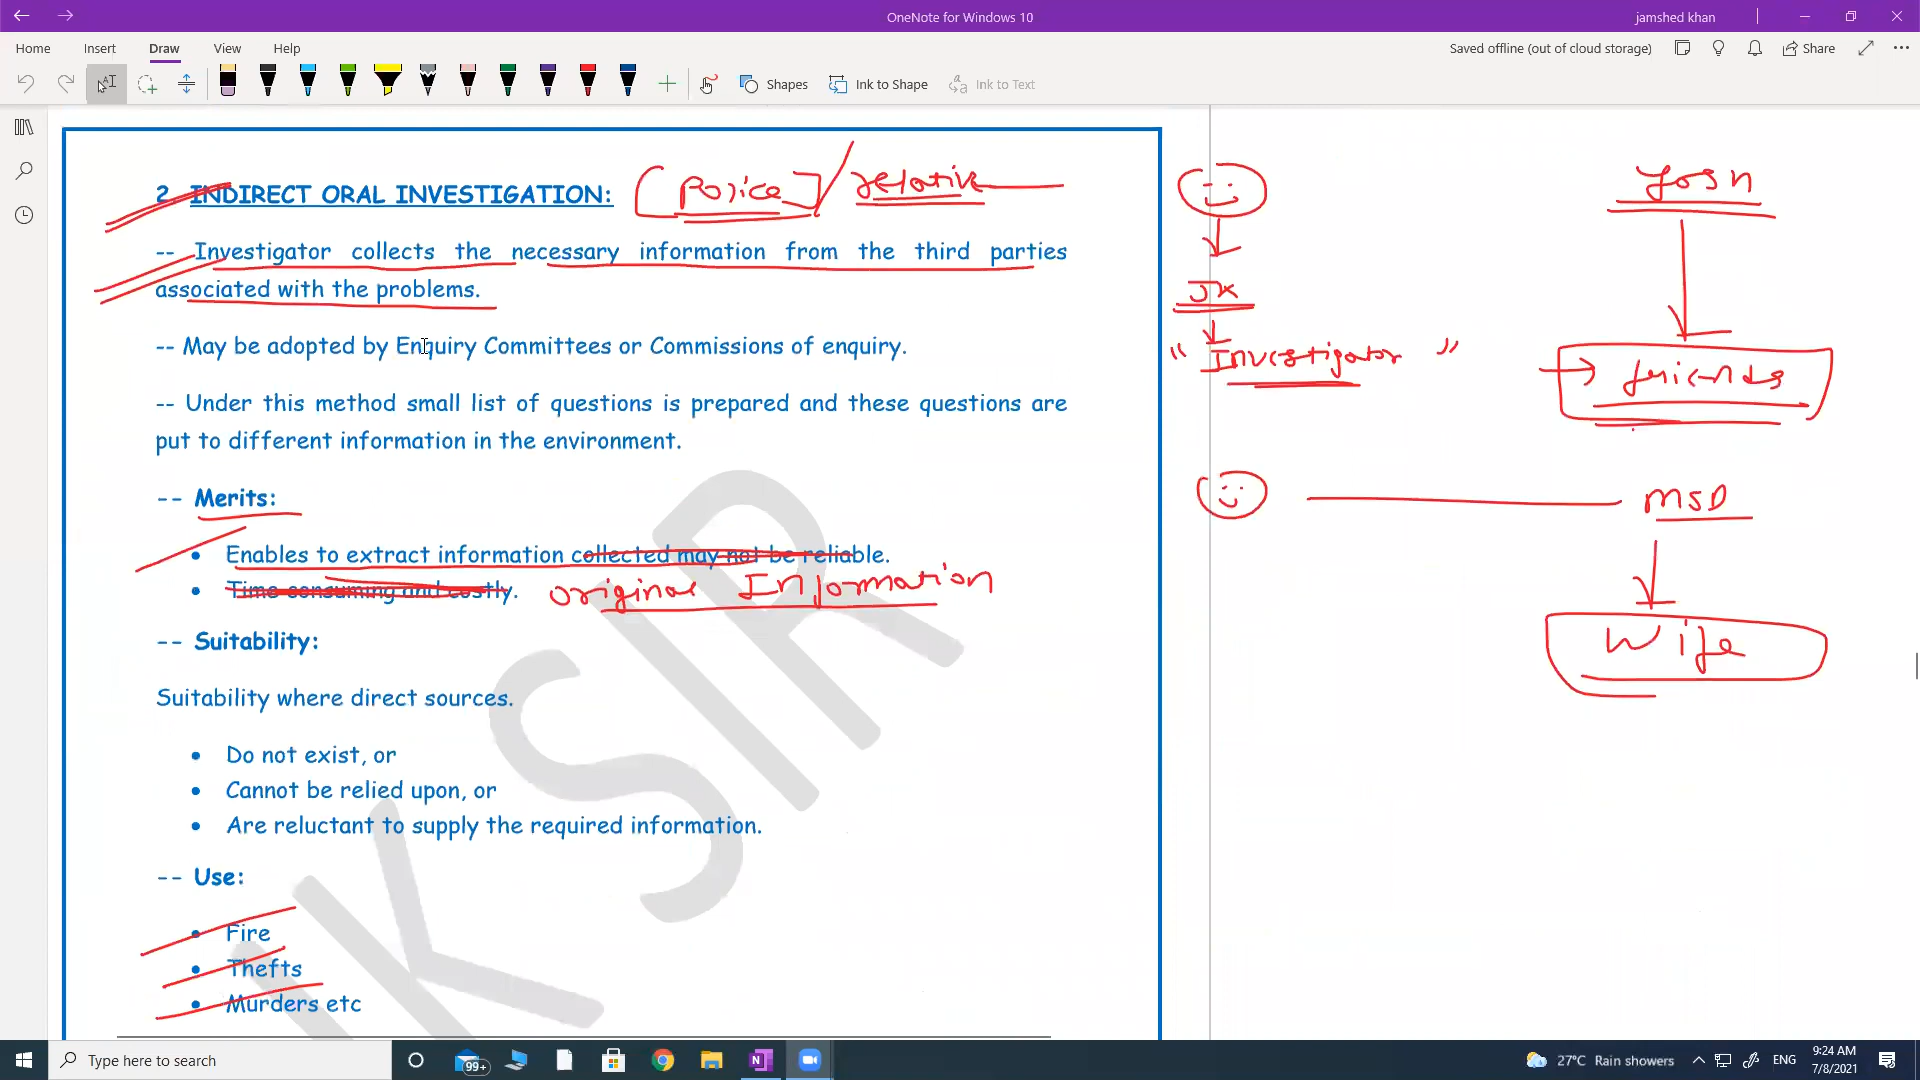 OneNote for Windows 10
jamshed khan
Home Insert Draw View Help
Saved offline (out of cloud storage)
Share
Shapes
Ink to Shape
Ink to Text
2. INDIRECT ORAL INVESTIGATION: [Police] / relative
-- Investigator collects the necessary information from the third parties
associated with the problems.
-- May be adopted by Enquiry Committees or Commissions of enquiry.
-- Under this method small list of questions is prepared and these questions are
put to different information in the environment.
-- Merits:
• Enables to extract information collected may not be reliable.
• Time consuming and costly. original Information
-- Suitability:
Suitability where direct sources.
• Do not exist, or
• Cannot be relied upon, or
• Are reluctant to supply the required information.
-- Use:
• Fire
• Thefts
• Murders etc
JK SIR
JK
" Investigator "
friends
MSD
Wife
Type here to search
99+
27°C Rain showers
ENG
9:24 AM
7/8/2021